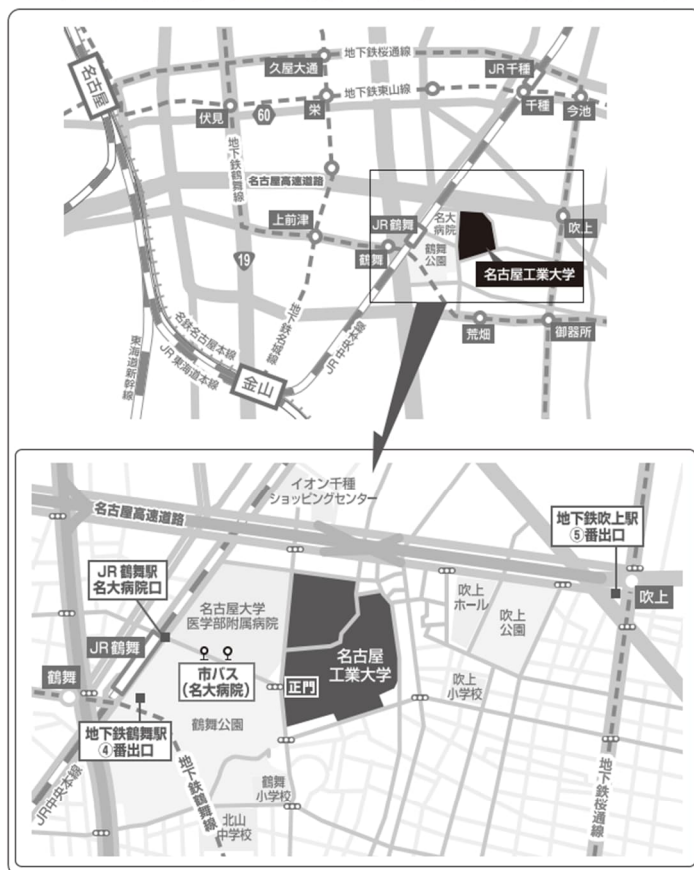 地下鉄桜通線
久屋大通
JR千種
名古屋
地下鉄東山線
伏見
60
栄
千種
今池
地下鉄鶴舞線
名古屋高速道路
上前津
JR鶴舞
名大
病院
吹上
鶴舞
鶴舞
公園
19
名古屋工業大学
地下鉄名城線
JR中央本線
荒畑
御器所
名鉄名古屋本線
JR東海道本線
東海道新幹線
金山
イオン千種
ショッピングセンター
名古屋高速道路
地下鉄吹上駅
⑤番出口
JR鶴舞駅
名大病院口
名古屋大学
医学部附属病院
吹上
ホール
吹上
公園
吹上
JR鶴舞
名古屋
工業大学
市バス
(名大病院)
正門
吹上
小学校
鶴舞
地下鉄鶴舞駅
④番出口
鶴舞公園
地下鉄鶴舞線
鶴舞
小学校
JR中央本線
北山
中学校
地下鉄桜通線